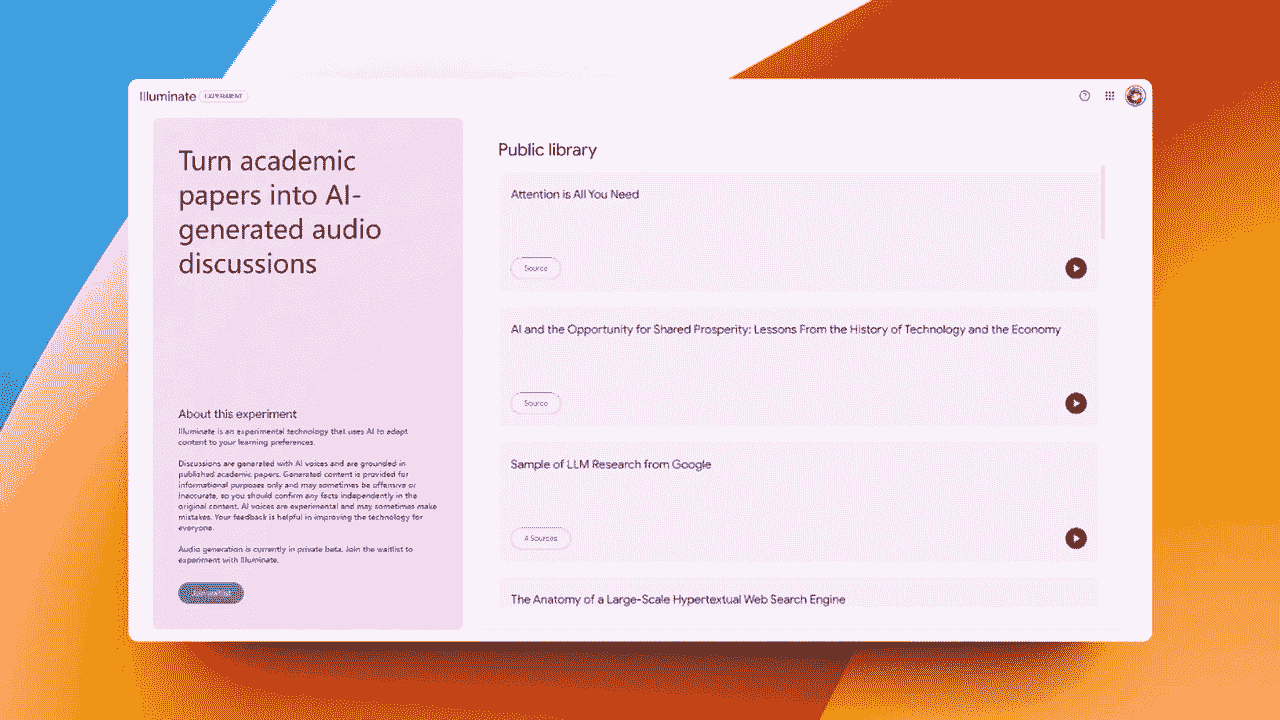 Illuminate EXPERIMENT
Turn academic
papers into AI-
generated audio
discussions
About this experiment
Illuminate is an experimental technology that uses AI to adapt
content to your learning preferences.
Discussions are generated with AI voices and are grounded in
published academic papers. Generated content is provided for
informational purposes only and may sometimes be offensive or
inaccurate, so you should confirm any facts independently in the
original content. AI voices are experimental and may sometimes make
mistakes. Your feedback is helpful in improving the technology for
everyone.
Audio generation is currently in private beta. Join the waitlist to
experiment with Illuminate.
Public library
Attention is All You Need
Source
AI and the Opportunity for Shared Prosperity: Lessons From the History of Technology and the Economy
Source
Sample of LLM Research from Google
4 Sources
The Anatomy of a Large-Scale Hypertextual Web Search Engine